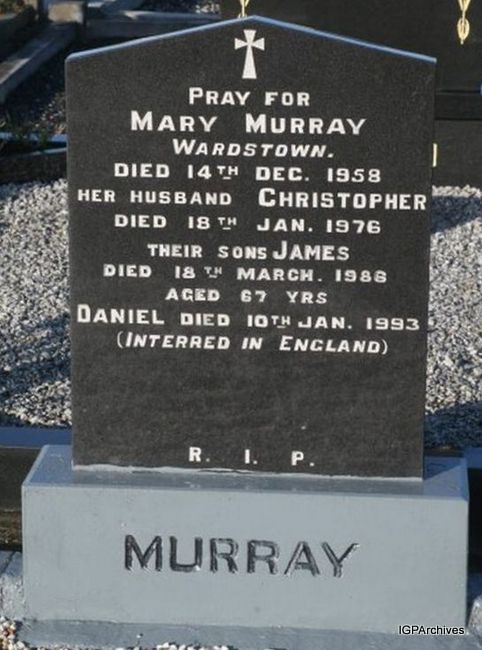 PRAY FOR
MARY MURRAY
WARDSTOWN.
DIED 14TH DEC. 1958
HER HUSBAND CHRISTOPHER
DIED 18TH JAN. 1976
THEIR SONS JAMES
DIED 18TH MARCH. 1986
AGED 67 YRS
DANIEL DIED 10TH JAN. 1993
(INTERRED IN ENGLAND)
R. I. P.
MURRAY
IGPArchives